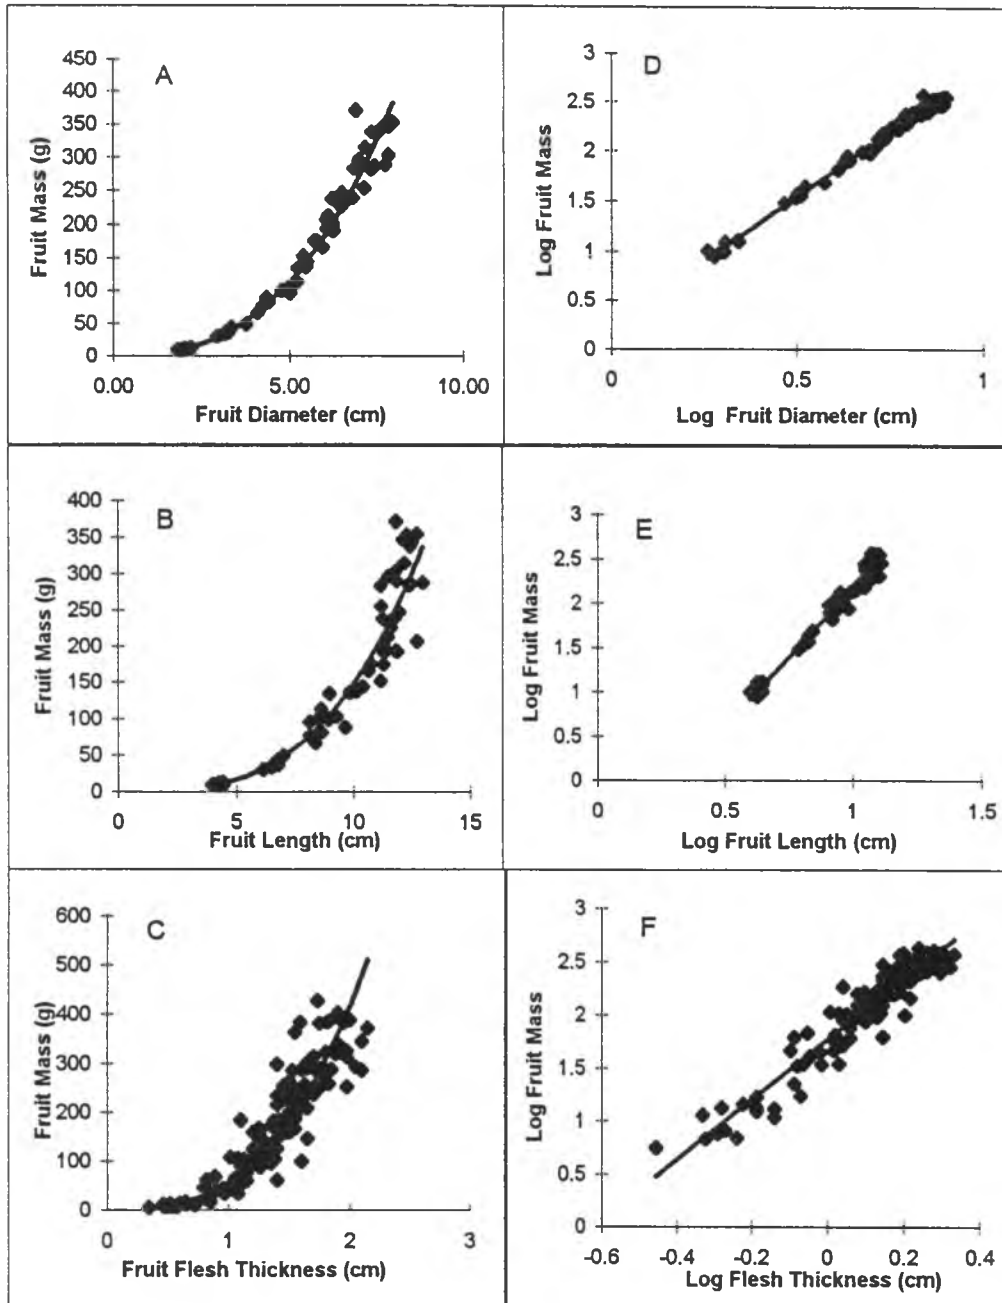 A
450
400
350
300
250
200
150
100
50
0
0.00 5.00 10.00
Fruit Mass (g)
Fruit Diameter (cm)
D
3
2.5
2
1.5
1
0.5
0
0 0.5 1
Log Fruit Mass
Log Fruit Diameter (cm)
B
400
350
300
250
200
150
100
50
0
0 5 10 15
Fruit Mass (g)
Fruit Length (cm)
E
3
2.5
2
1.5
1
0.5
0
0 0.5 1 1.5
Log Fruit Mass
Log Fruit Length (cm)
C
600
500
400
300
200
100
0
0 1 2 3
Fruit Mass (g)
Fruit Flesh Thickness (cm)
F
3
2.5
2
1.5
1
0.5
0
-0.6 -0.4 -0.2 0 0.2 0.4
Log Fruit Mass
Log Flesh Thickness (cm)